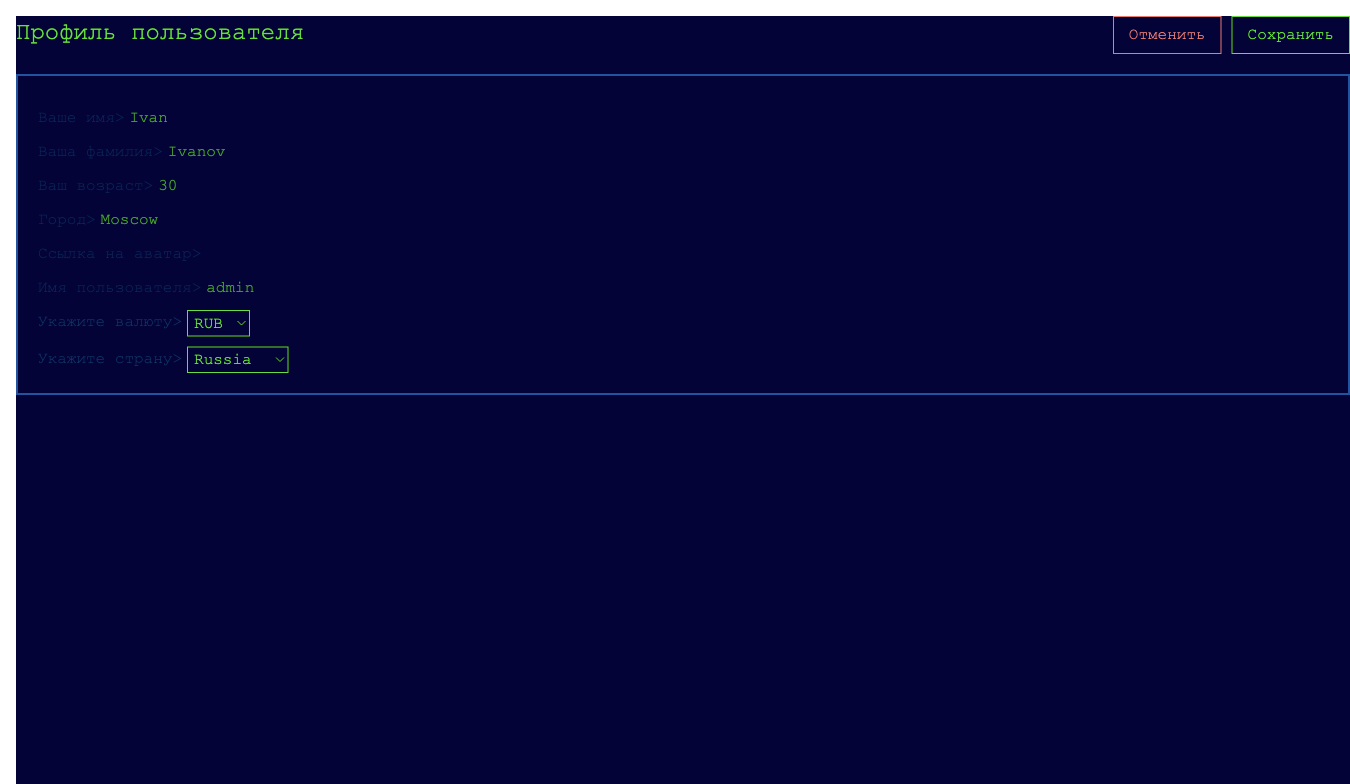 Профиль пользователя
Отменить
Сохранить
Ваше имя> Ivan
Ваша фамилия> Ivanov
Ваш возраст> 30
Город> Moscow
Ссылка на аватар>
Имя пользователя> admin
Укажите валюту> RUB
Укажите страну> Russia